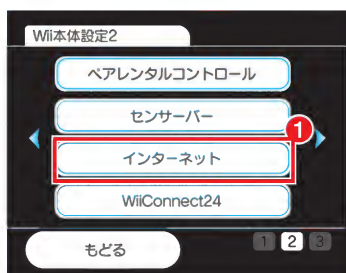 Wii本体設定2
ペアレンタルコントロール
センサーバー
1
インターネット
WiiConnect24
もどる
1 2 3